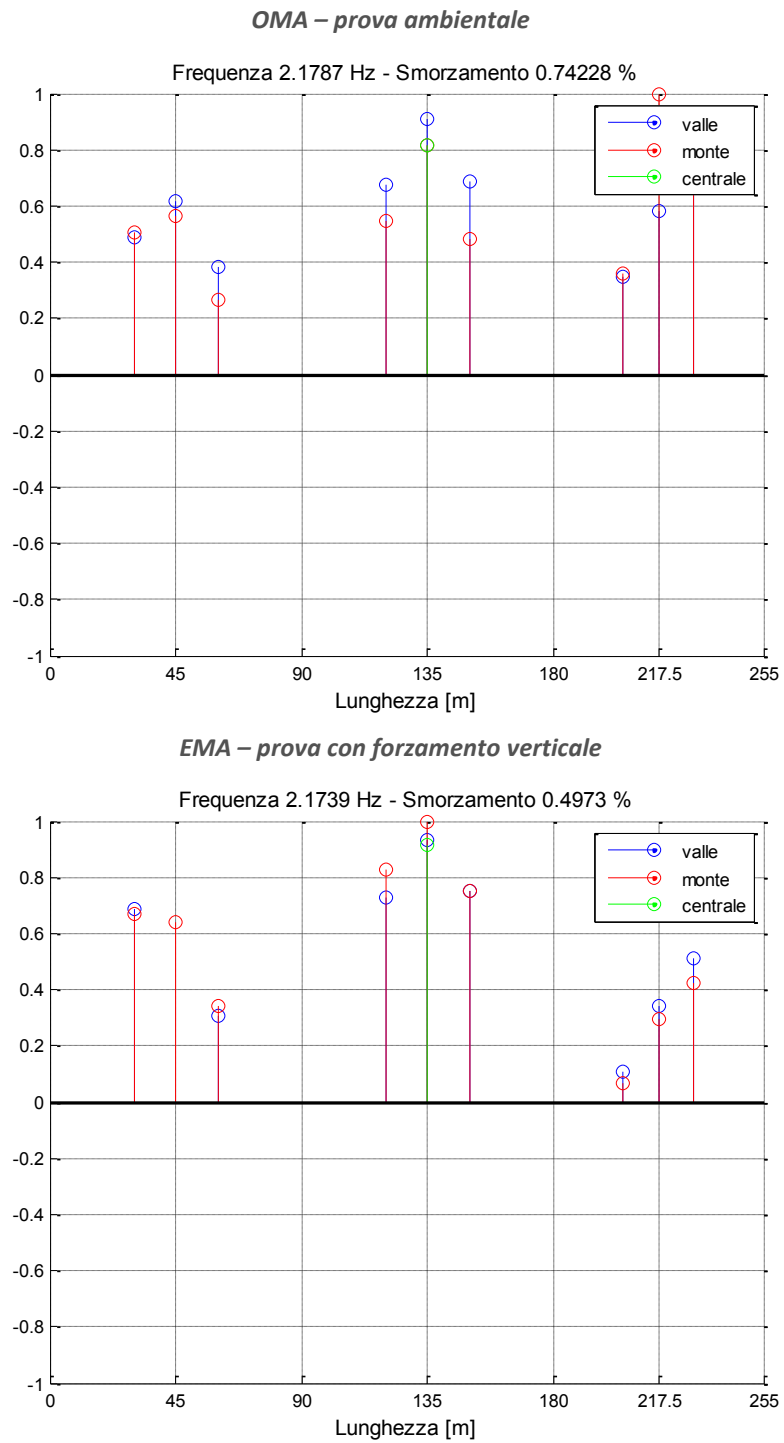 OMA – prova ambientale
Frequenza 2.1787 Hz - Smorzamento 0.74228 %
1
0.8
0.6
0.4
0.2
0
-0.2
-0.4
-0.6
-0.8
-1
valle
monte
centrale
0 45 90 135 180 217.5 255
Lunghezza [m]
EMA – prova con forzamento verticale
Frequenza 2.1739 Hz - Smorzamento 0.4973 %
1
0.8
0.6
0.4
0.2
0
-0.2
-0.4
-0.6
-0.8
-1
valle
monte
centrale
0 45 90 135 180 217.5 255
Lunghezza [m]